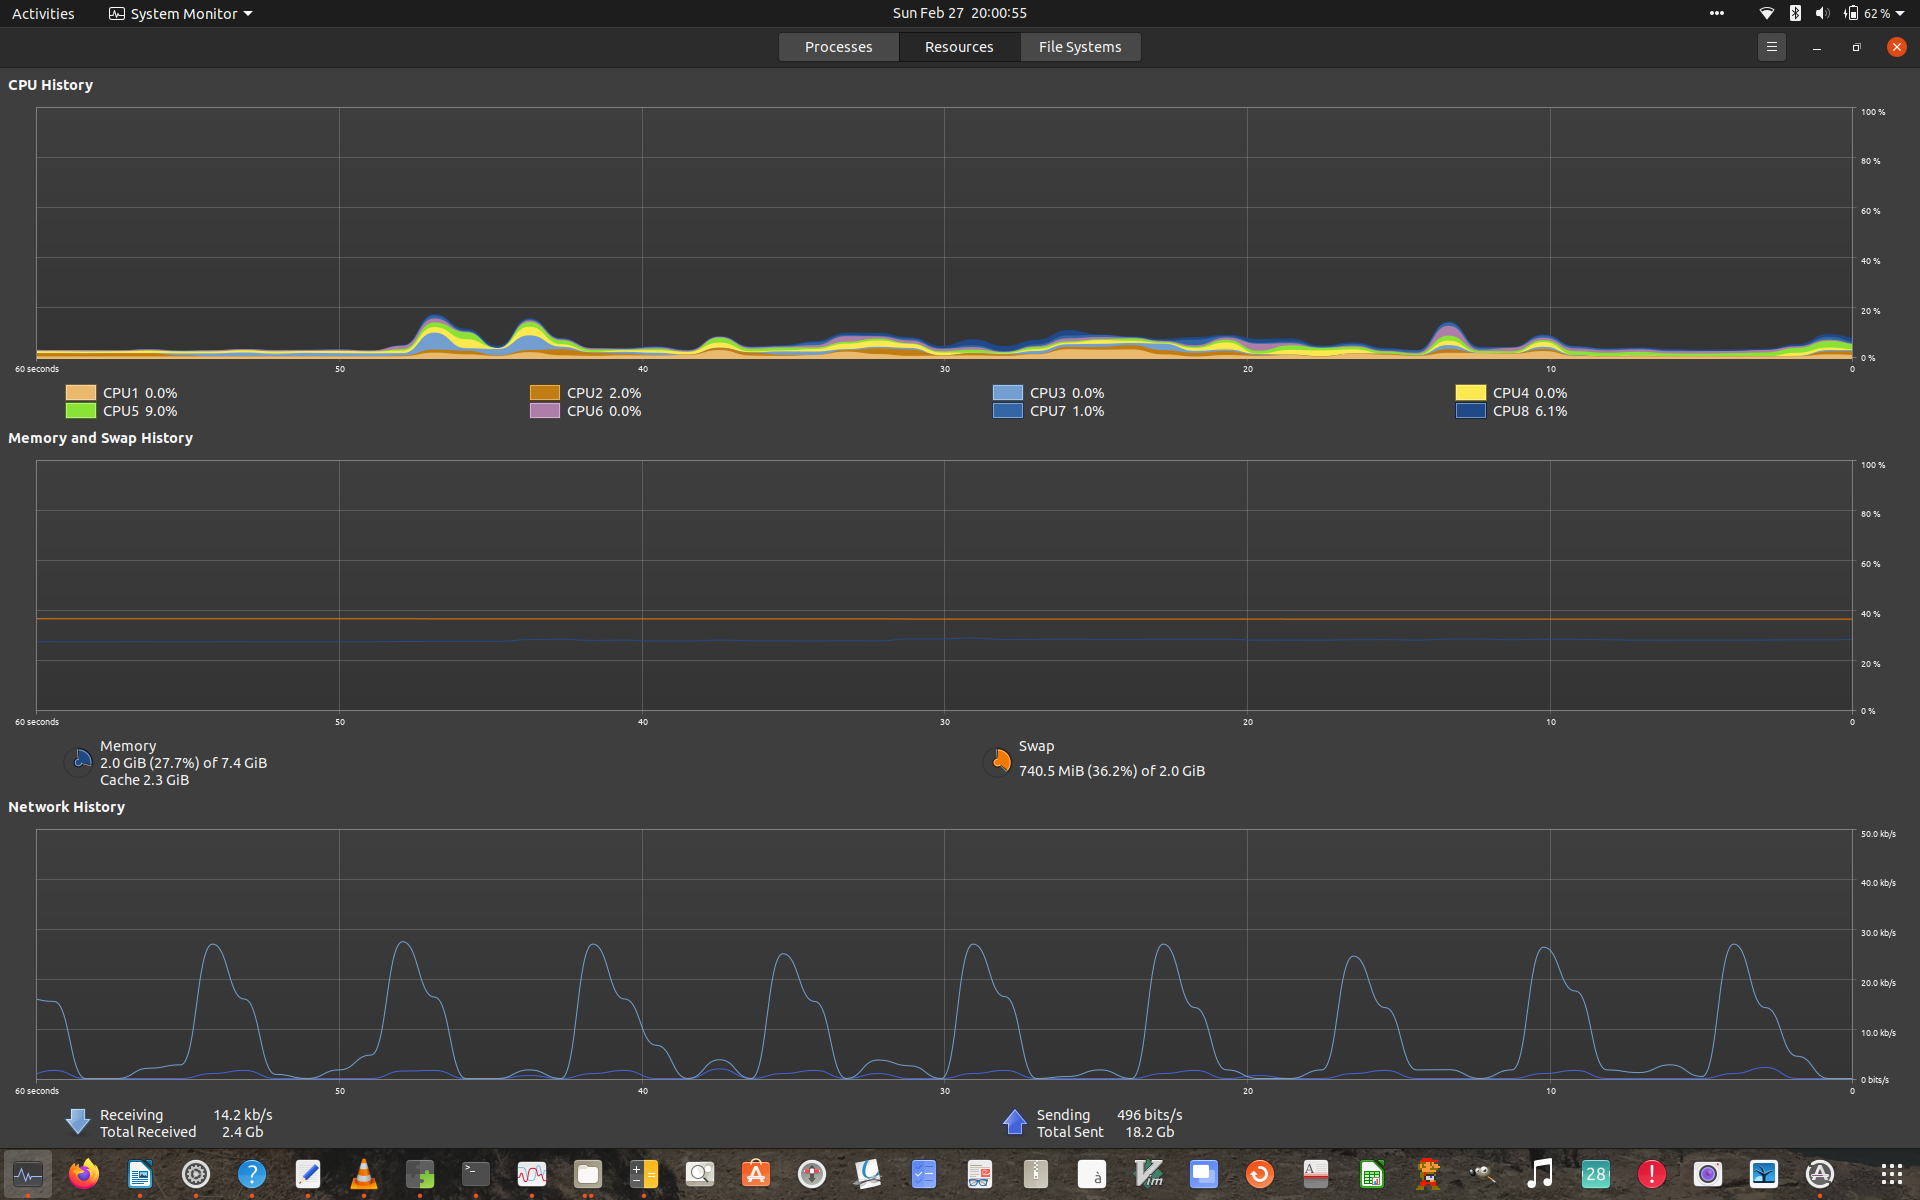 Activities System Monitor Sun Feb 27 20:00:55 62 %
Processes Resources File Systems
CPU History
100 %
80 %
60 %
40 %
20 %
0 %
60 seconds 50 40 30 20 10 0
CPU1 0.0% CPU2 2.0% CPU3 0.0% CPU4 0.0%
CPU5 9.0% CPU6 0.0% CPU7 1.0% CPU8 6.1%
Memory and Swap History
100 %
80 %
60 %
40 %
20 %
0 %
60 seconds 50 40 30 20 10 0
Memory
2.0 GiB (27.7%) of 7.4 GiB
Cache 2.3 GiB
Swap
740.5 MiB (36.2%) of 2.0 GiB
Network History
50.0 kb/s
40.0 kb/s
30.0 kb/s
20.0 kb/s
10.0 kb/s
0 bits/s
60 seconds 50 40 30 20 10 0
Receiving 14.2 kb/s
Total Received 2.4 Gb
Sending 496 bits/s
Total Sent 18.2 Gb
? >_ à Vim A 28 !